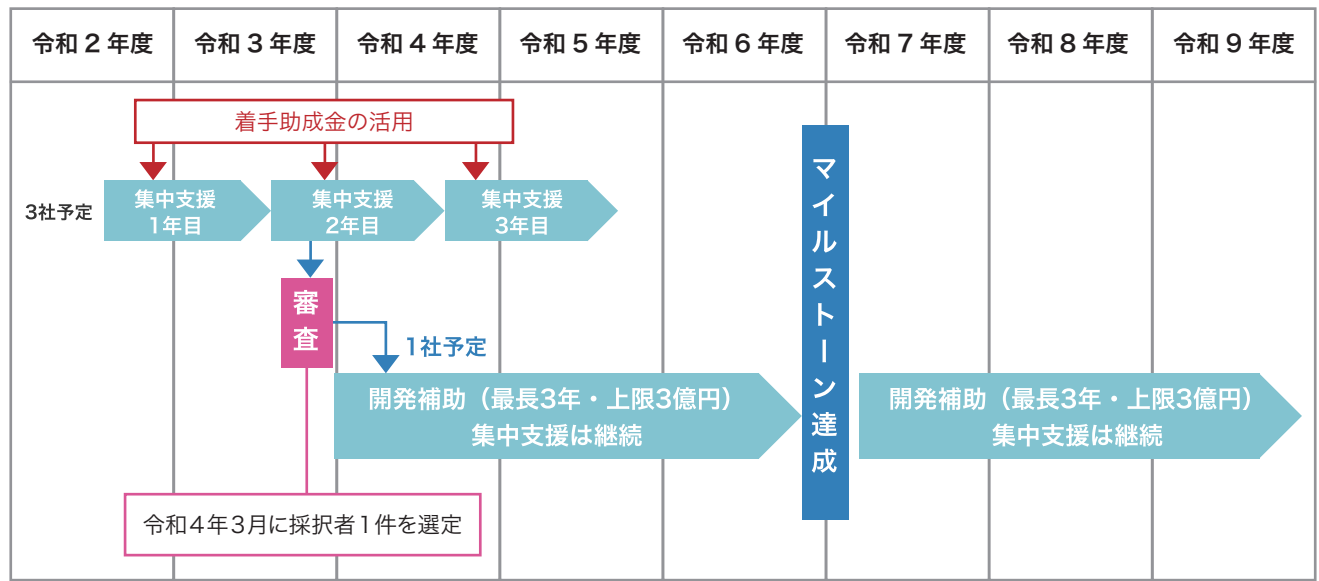 令和２年度
令和３年度
令和４年度
令和５年度
令和６年度
令和７年度
令和８年度
令和９年度
着手助成金の活用
3社予定
集中支援
1年目
集中支援
2年目
集中支援
3年目
審査
1社予定
開発補助（最長3年・上限3億円）
集中支援は継続
マイルストーン達成
開発補助（最長3年・上限3億円）
集中支援は継続
令和４年３月に採択者１件を選定